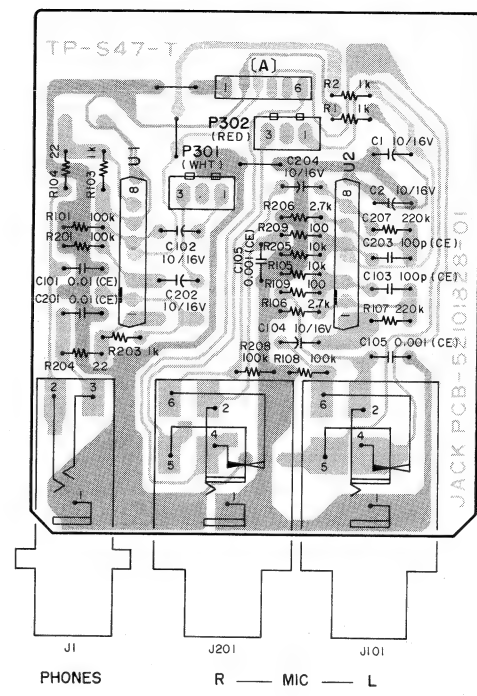 TP-S47-T
(A)
1 6
R2 1k
R1 1k
P302
(RED)
3 1
P301
(WHT)
3 1
22
R104
1k
R103
U1
8
1
C204
10/16V
U2
8
1
C1 10/16V
C2 10/16V
C207 220k
C203 100p(CE)
C103 100p(CE)
R107 220k
C105 0.001(CE)
R101 100k
R201 100k
C101 0.01(CE)
C201 0.01(CE)
C102
10/16V
C202
10/16V
C105
0.001(CE)
R206 2.7k
R209 100
R205 10k
R105 10k
R109 100
R106 2.7k
C104 10/16V
R203 1k
R204 22
R208
100k
R108 100k
2 3
1
6
2
4
5
1
6
2
4
5
1
JACK PCB-5210182801
J1
J201
J101
PHONES
R — MIC — L